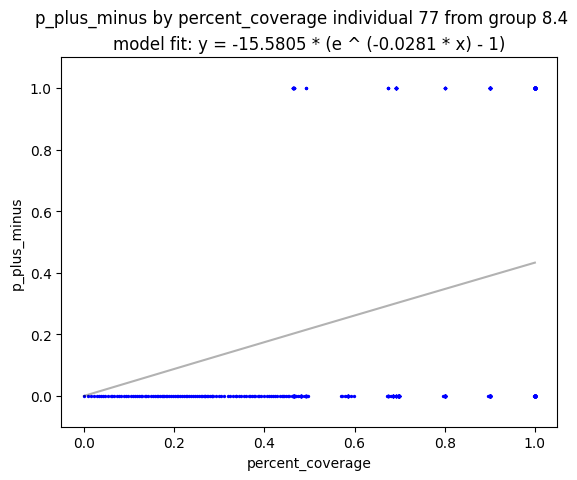 p_plus_minus by percent_coverage individual 77 from group 8.4
model fit: y = -15.5805 * (e ^ (-0.0281 * x) - 1)
1.0
0.8
0.6
0.4
0.2
0.0
p_plus_minus
0.0 0.2 0.4 0.6 0.8 1.0
percent_coverage